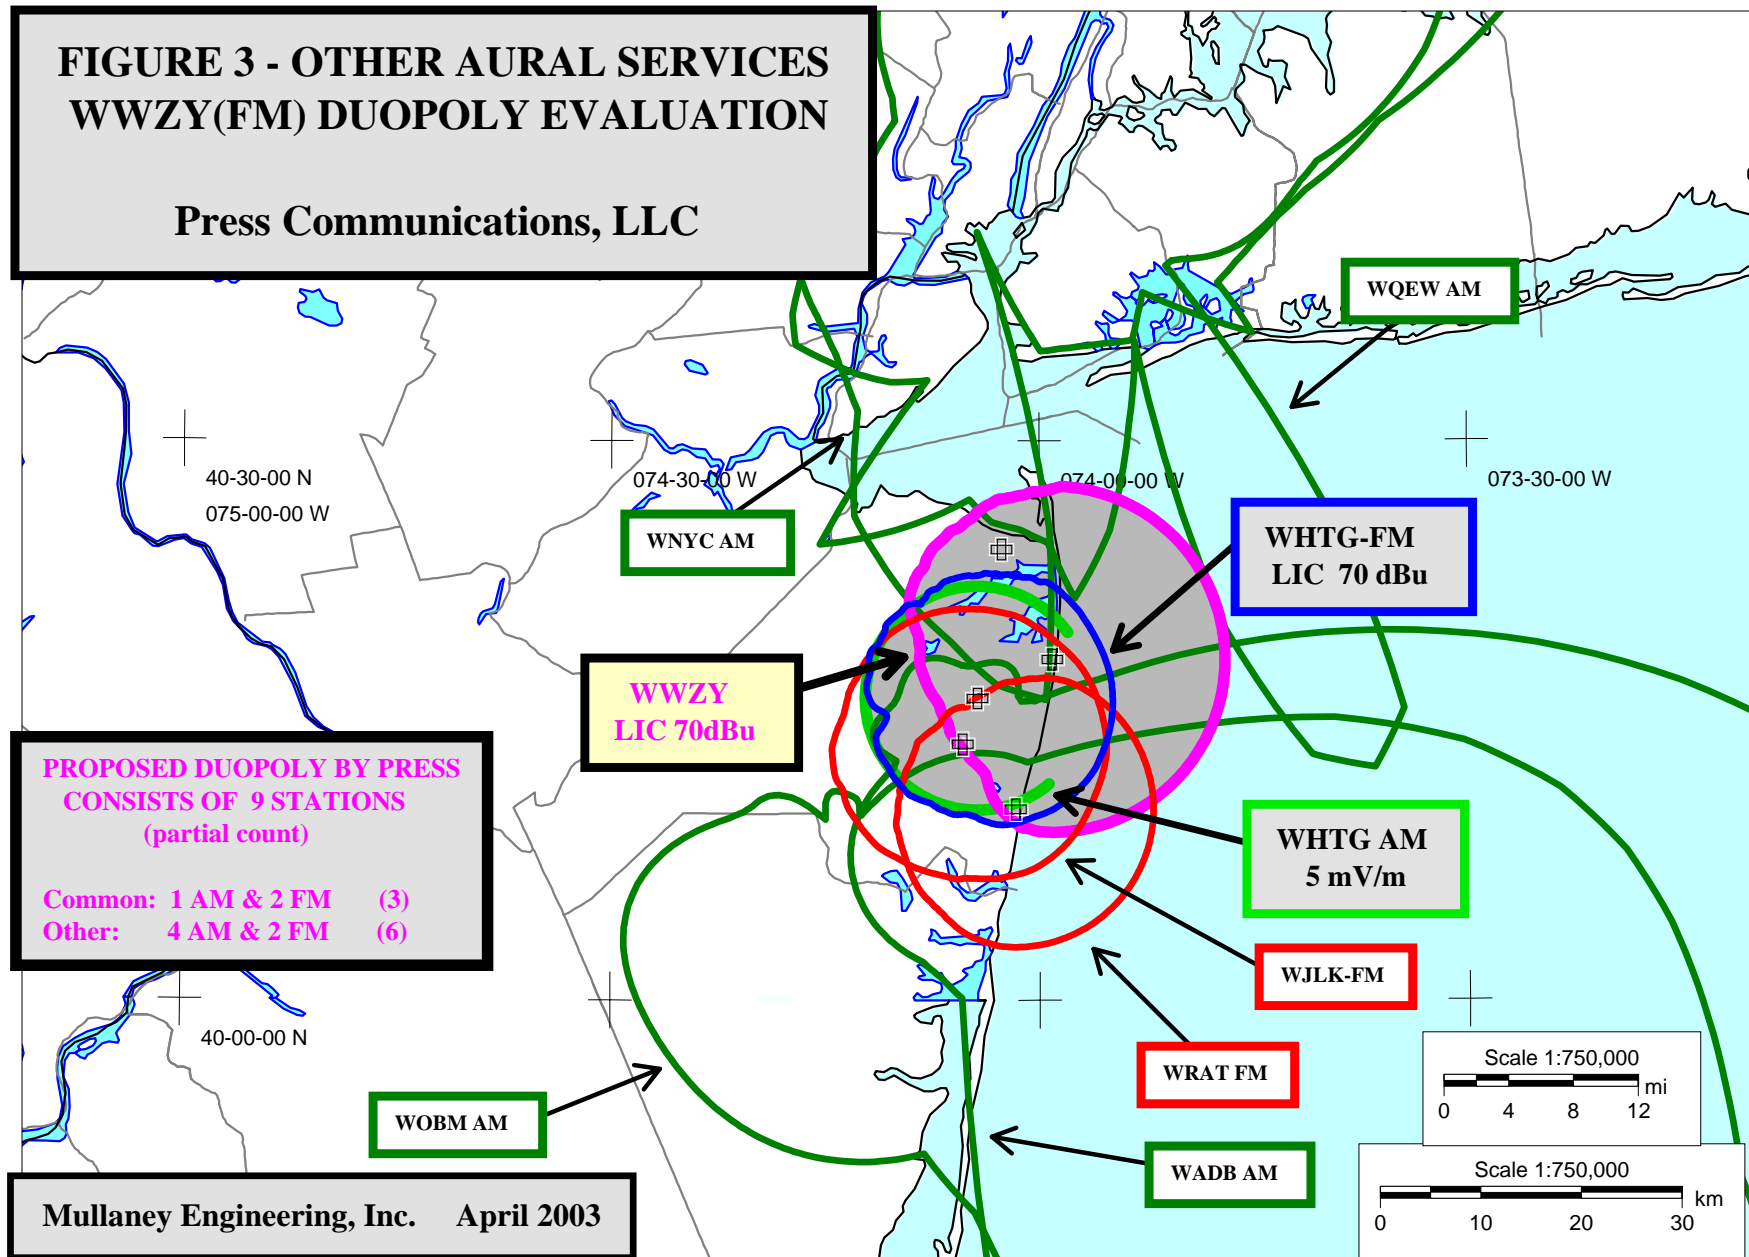 FIGURE 3 - OTHER AURAL SERVICES
WWZY(FM) DUOPOLY EVALUATION
Press Communications, LLC
WQEW AM
40-30-00 N
075-00-00 W
074-30-00 W
074-00-00 W
073-30-00 W
WNYC AM
WHTG-FM
LIC 70 dBu
WWZY
LIC 70dBu
PROPOSED DUOPOLY BY PRESS
CONSISTS OF 9 STATIONS
(partial count)
Common: 1 AM & 2 FM (3)
Other: 4 AM & 2 FM (6)
WHTG AM
5 mV/m
WJLK-FM
40-00-00 N
WRAT FM
WOBM AM
WADB AM
Scale 1:750,000
mi
0 4 8 12
Scale 1:750,000
km
0 10 20 30
Mullaney Engineering, Inc. April 2003